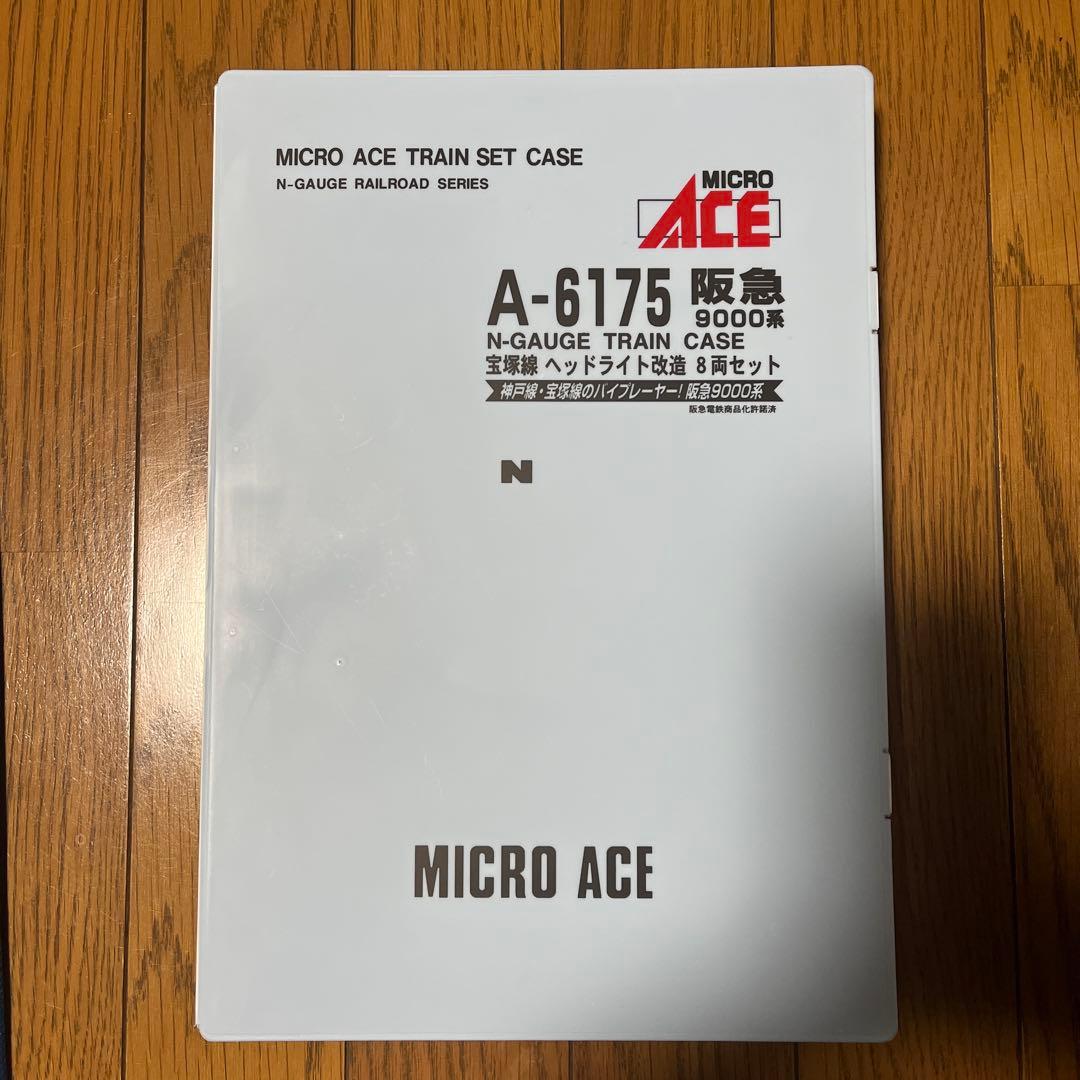 MICRO ACE TRAIN SET CASE
N-GAUGE RAILROAD SERIES
MICRO
ACE
A-6175 阪急
9000系
N-GAUGE TRAIN CASE
宝塚線 ヘッドライト改造 8両セット
神戸線・宝塚線のバイプレーヤー!阪急9000系
阪急電鉄商品化許諾済
N
MICRO ACE